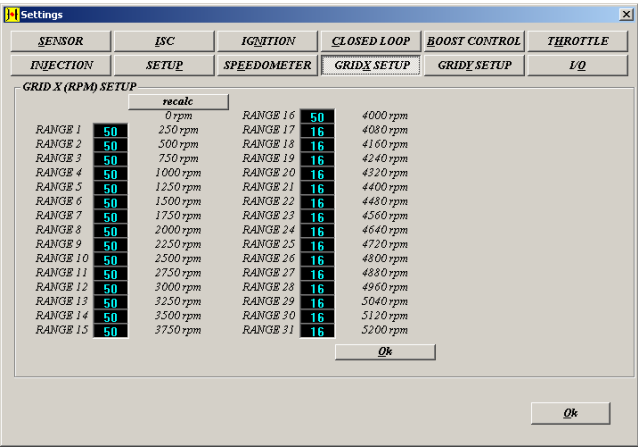 Settings
SENSOR ISC IGNITION CLOSED LOOP BOOST CONTROL THROTTLE
INJECTION SETUP SPEEDOMETER GRIDX SETUP GRIDY SETUP I/O
GRID X (RPM) SETUP
recalc
0 rpm
RANGE 1 50 250 rpm
RANGE 2 50 500 rpm
RANGE 3 50 750 rpm
RANGE 4 50 1000 rpm
RANGE 5 50 1250 rpm
RANGE 6 50 1500 rpm
RANGE 7 50 1750 rpm
RANGE 8 50 2000 rpm
RANGE 9 50 2250 rpm
RANGE 10 50 2500 rpm
RANGE 11 50 2750 rpm
RANGE 12 50 3000 rpm
RANGE 13 50 3250 rpm
RANGE 14 50 3500 rpm
RANGE 15 50 3750 rpm
RANGE 16 50 4000 rpm
RANGE 17 16 4080 rpm
RANGE 18 16 4160 rpm
RANGE 19 16 4240 rpm
RANGE 20 16 4320 rpm
RANGE 21 16 4400 rpm
RANGE 22 16 4480 rpm
RANGE 23 16 4560 rpm
RANGE 24 16 4640 rpm
RANGE 25 16 4720 rpm
RANGE 26 16 4800 rpm
RANGE 27 16 4880 rpm
RANGE 28 16 4960 rpm
RANGE 29 16 5040 rpm
RANGE 30 16 5120 rpm
RANGE 31 16 5200 rpm
Ok
Ok